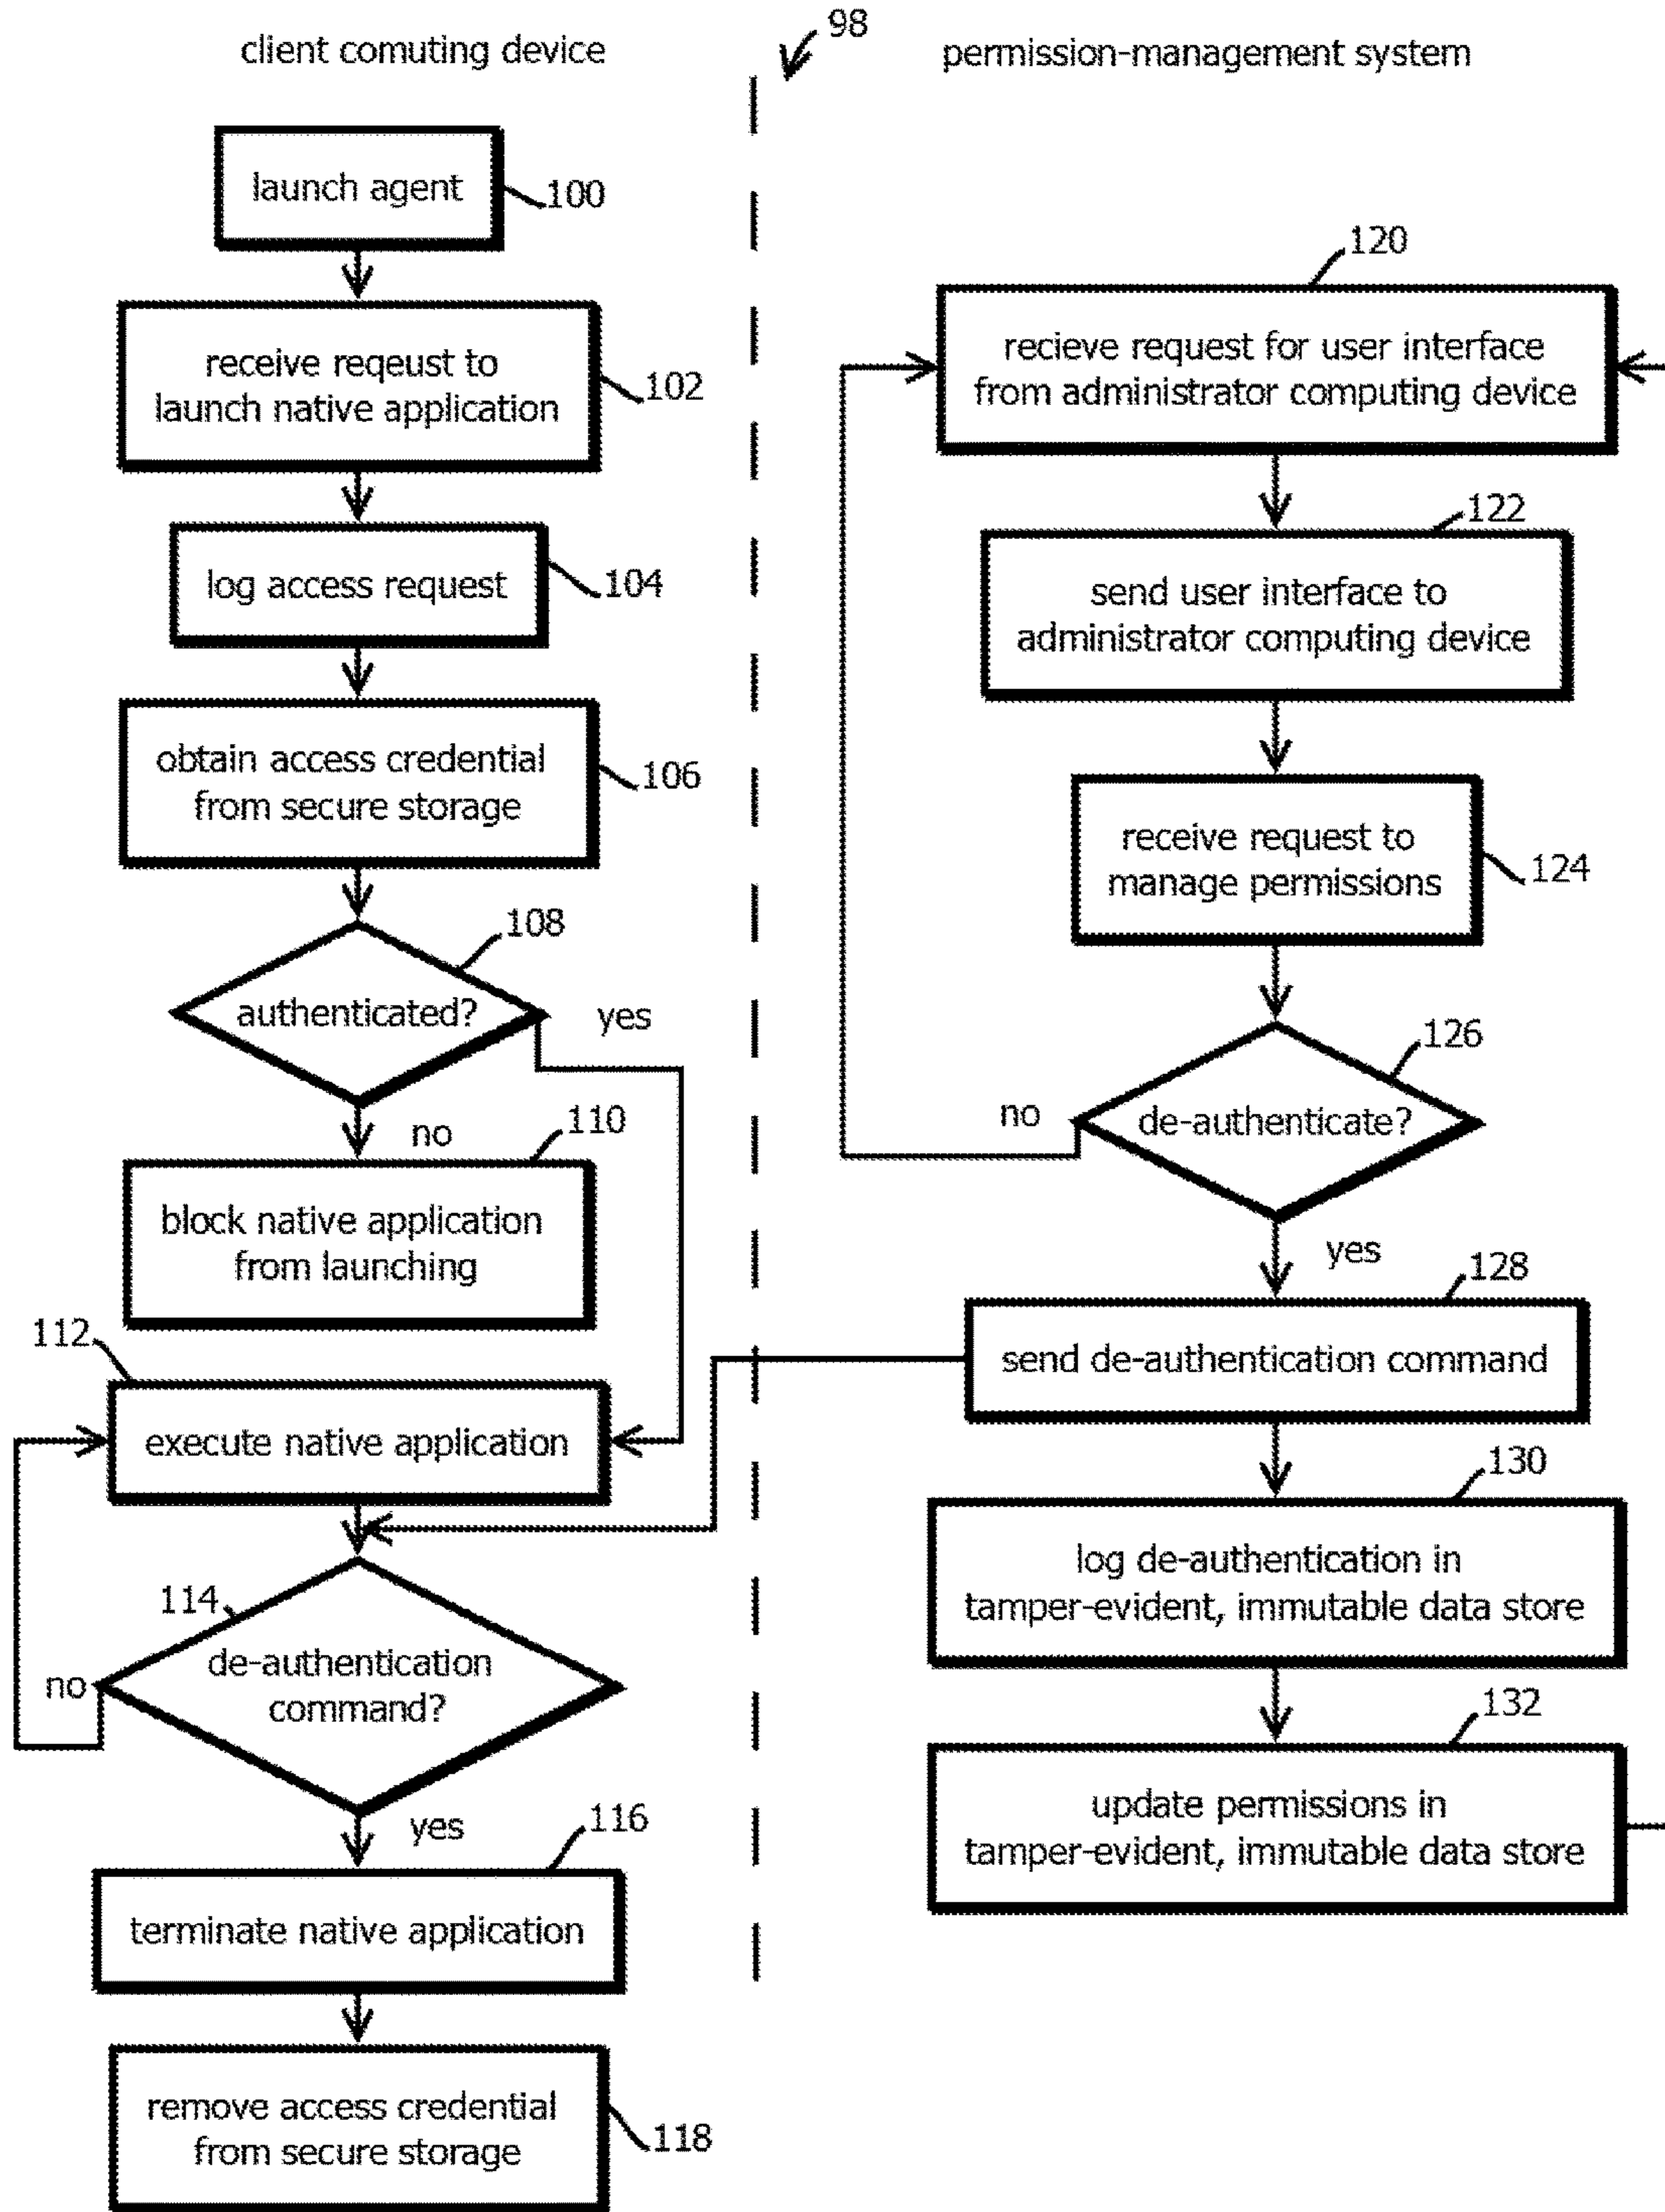 98
client comuting device
permission-management system
launch agent
100
receive reqeust to
launch native application
102
log access request
104
obtain access credential
from secure storage
106
108
authenticated?
yes
no
110
block native application
from launching
112
execute native application
114
de-authentication
command?
no
yes
116
terminate native application
remove access credential
from secure storage
118
120
recieve request for user interface
from administrator computing device
122
send user interface to
administrator computing device
receive request to
manage permissions
124
126
de-authenticate?
no
yes
128
send de-authentication command
130
log de-authentication in
tamper-evident, immutable data store
132
update permissions in
tamper-evident, immutable data store